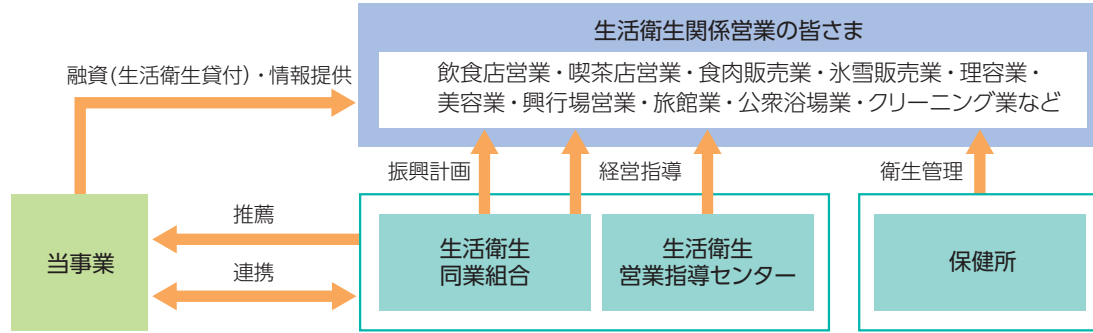 生活衛生関係営業の皆さま
融資(生活衛生貸付)・情報提供
飲食店営業・喫茶店営業・食肉販売業・氷雪販売業・理容業・
美容業・興行場営業・旅館業・公衆浴場業・クリーニング業など
振興計画
経営指導
衛生管理
推薦
当事業
連携
生活衛生
同業組合
生活衛生
営業指導センター
保健所